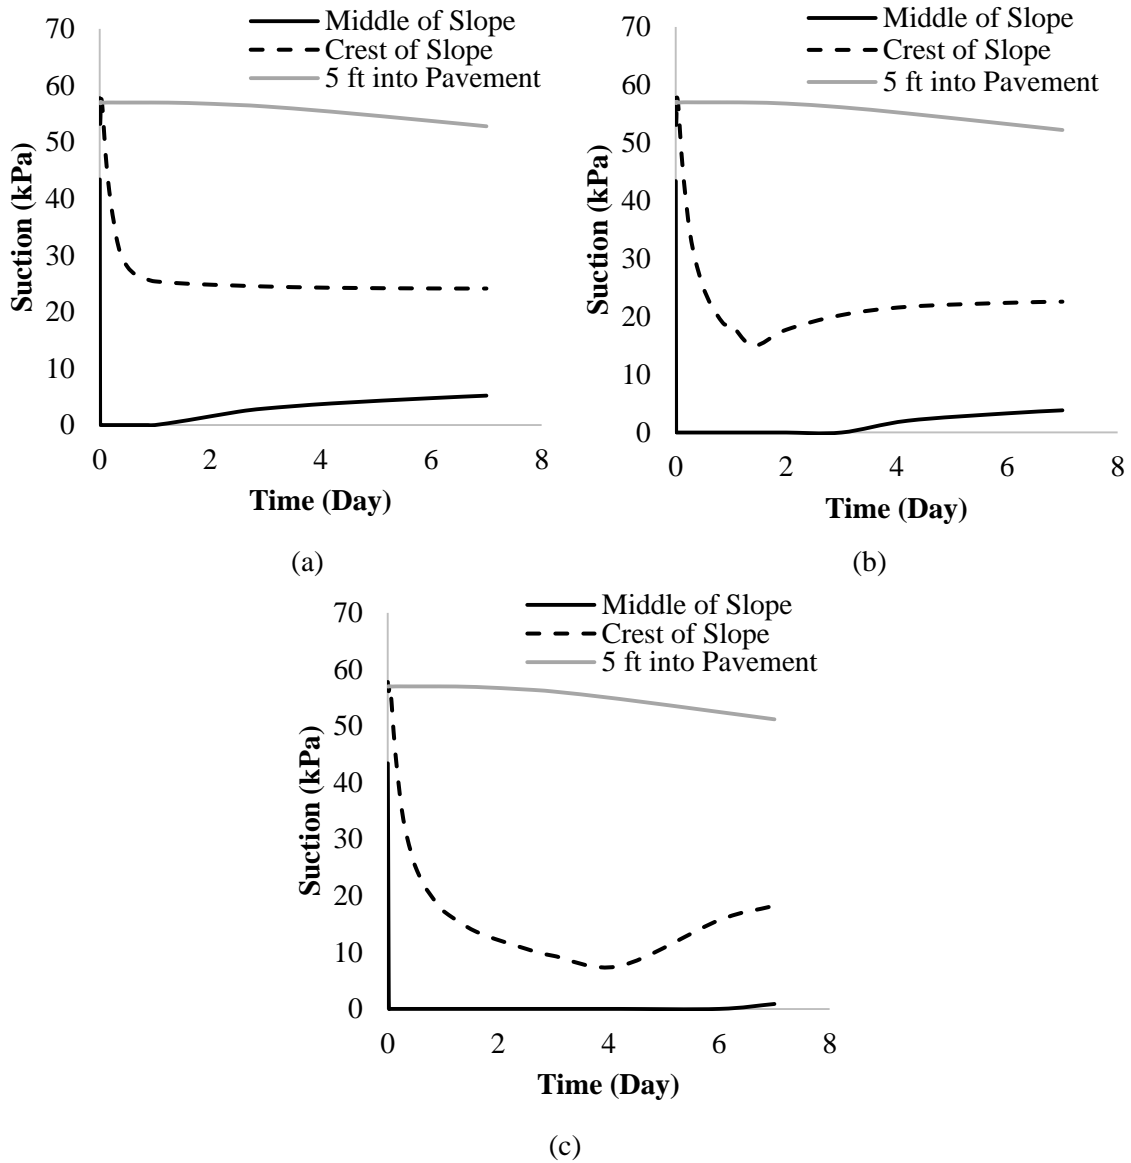 Middle of Slope
Crest of Slope
5 ft into Pavement
70
60
50
40
30
20
10
0
Suction (kPa)
0 2 4 6 8
Time (Day)
(a)
Middle of Slope
Crest of Slope
5 ft into Pavement
70
60
50
40
30
20
10
0
Suction (kPa)
0 2 4 6 8
Time (Day)
(b)
Middle of Slope
Crest of Slope
5 ft into Pavement
70
60
50
40
30
20
10
0
Suction (kPa)
0 2 4 6 8
Time (Day)
(c)